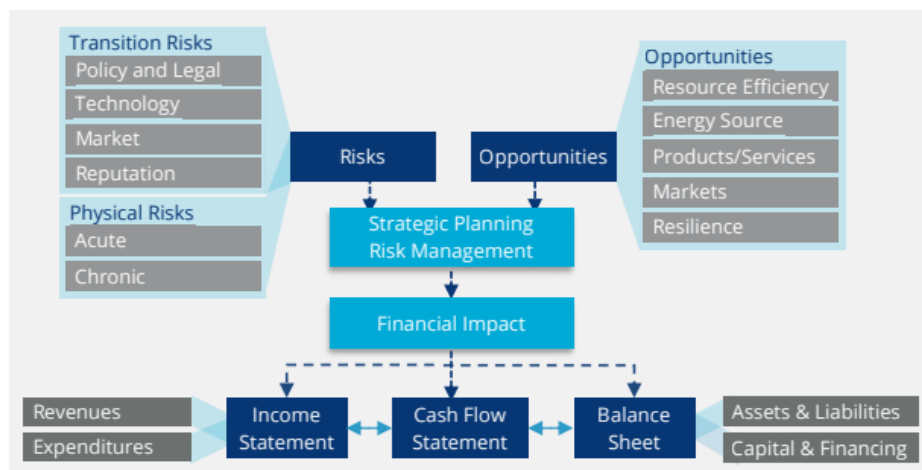 Transition Risks
Policy and Legal
Technology
Market
Reputation
Physical Risks
Acute
Chronic
Risks
Opportunities
Opportunities
Resource Efficiency
Energy Source
Products/Services
Markets
Resilience
Strategic Planning
Risk Management
Financial Impact
Revenues
Expenditures
Income
Statement
Cash Flow
Statement
Balance
Sheet
Assets & Liabilities
Capital & Financing